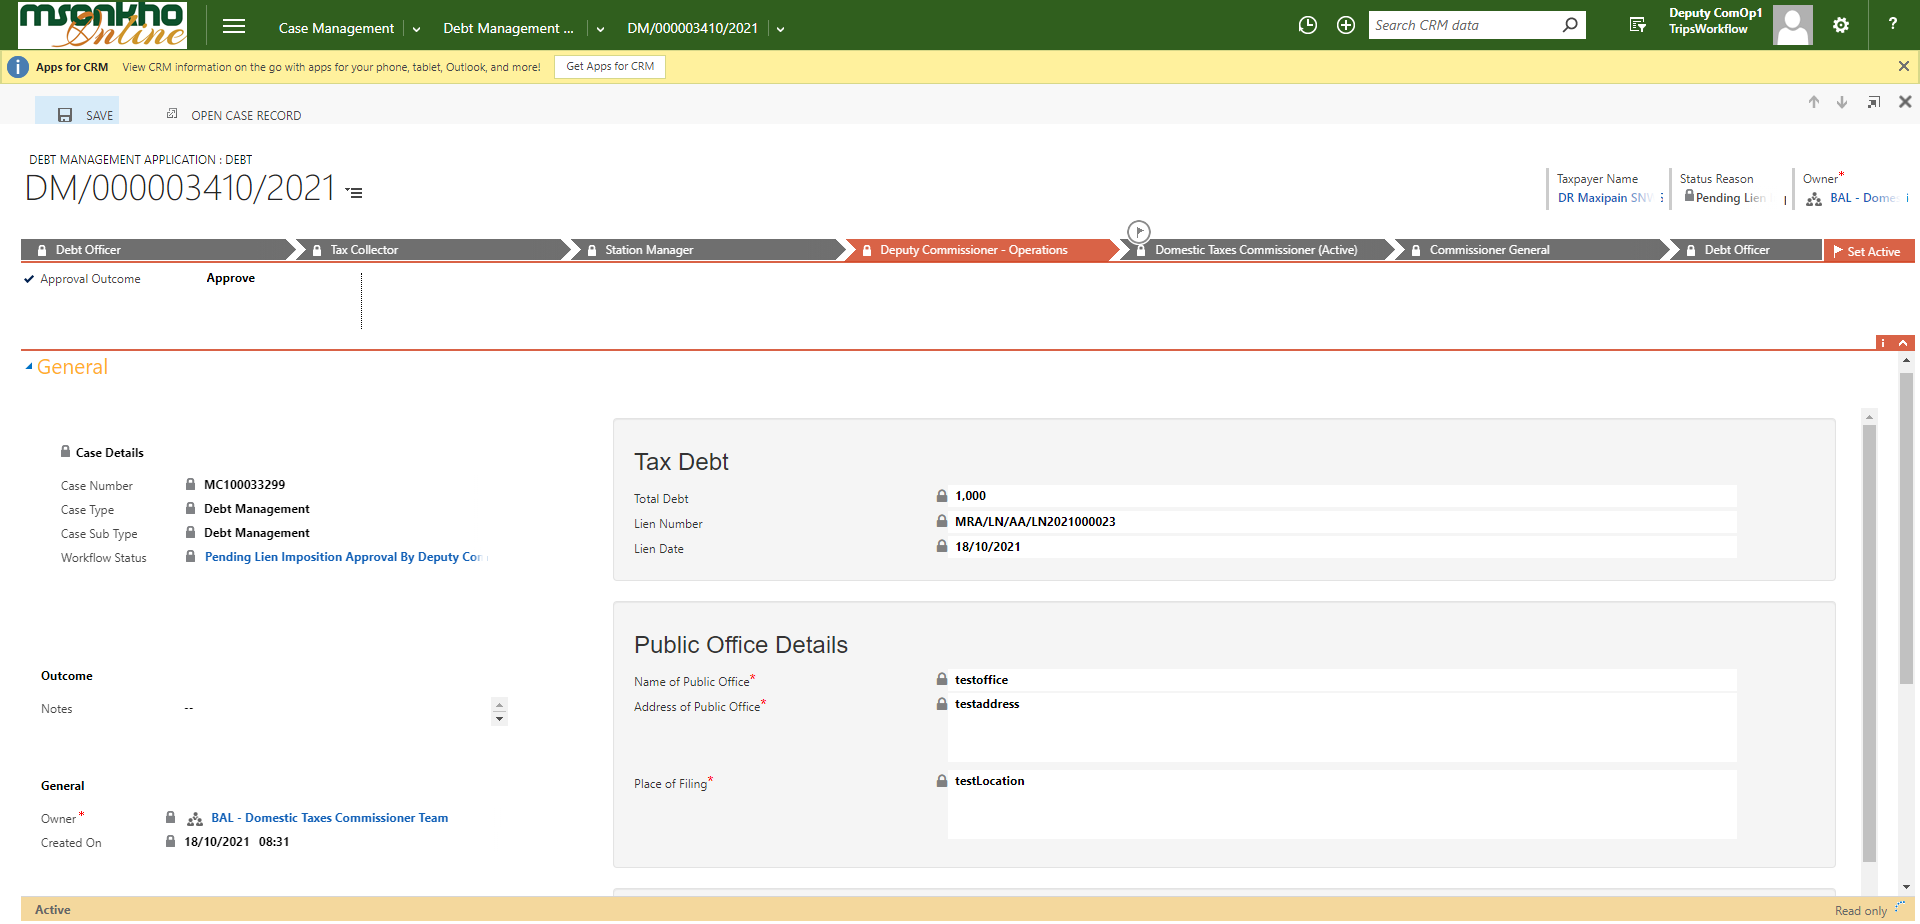 msonkho
Online
Case Management
Debt Management ...
DM/000003410/2021
Search CRM data
Deputy ComOp1
TripsWorkflow
?
Apps for CRM
View CRM information on the go with apps for your phone, tablet, Outlook, and more!
Get Apps for CRM
SAVE
OPEN CASE RECORD
DEBT MANAGEMENT APPLICATION : DEBT
DM/000003410/2021
Taxpayer Name
DR Maxipain
Status Reason
Pending Lien
Owner*
BAL - Domes
Debt Officer
Tax Collector
Station Manager
Deputy Commissioner - Operations
Domestic Taxes Commissioner (Active)
Commissioner General
Debt Officer
Set Active
Approval Outcome
Approve
General
Case Details
Case Number
MC100033299
Case Type
Debt Management
Case Sub Type
Debt Management
Workflow Status
Pending Lien Imposition Approval By Deputy Com
Outcome
Notes
--
General
Owner*
BAL - Domestic Taxes Commissioner Team
Created On
18/10/2021 08:31
Tax Debt
Total Debt
1,000
Lien Number
MRA/LN/AA/LN2021000023
Lien Date
18/10/2021
Public Office Details
Name of Public Office*
testoffice
Address of Public Office*
testaddress
Place of Filing*
testLocation
Active
Read only